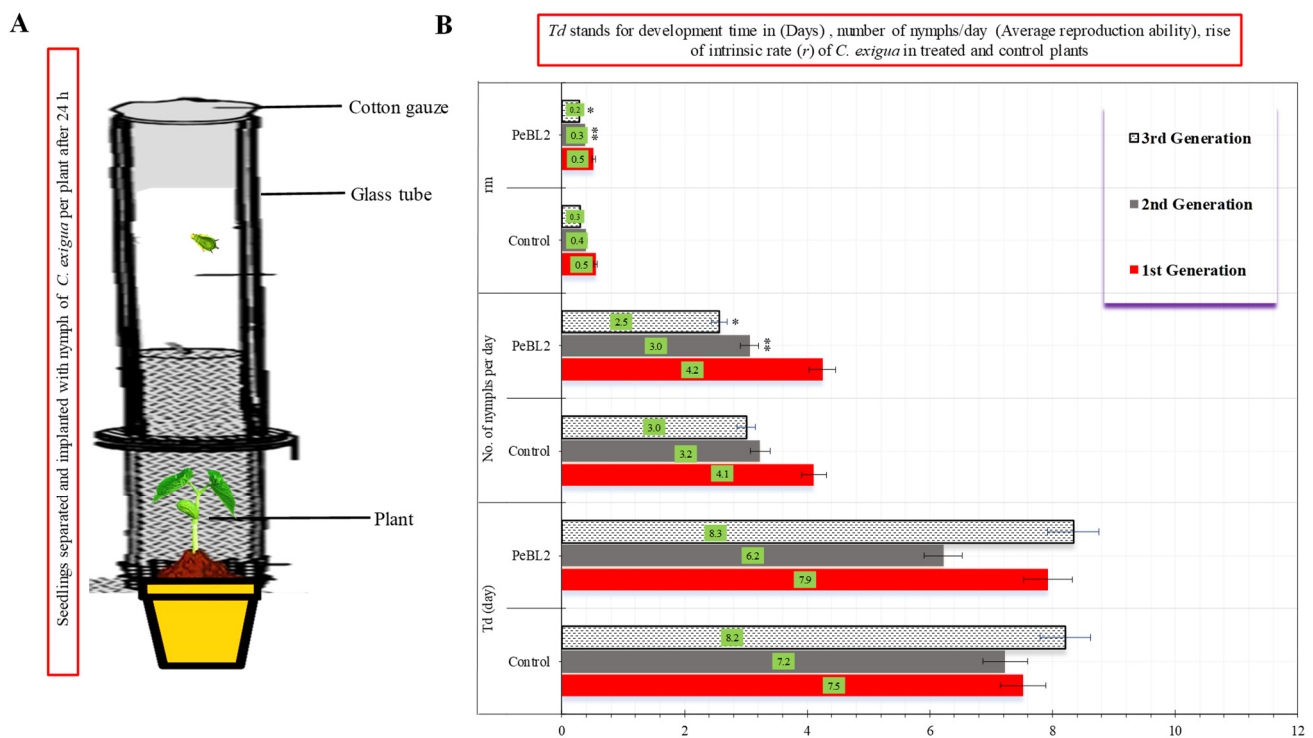 A
Seedlings separated and implanted with nymph of C. exigua per plant after 24 h
Cotton gauze
Glass tube
Plant
B
Td stands for development time in (Days) , number of nymphs/day (Average reproduction ability), rise
of intrinsic rate (r) of C. exigua in treated and control plants
rm
PeBL2
0.2 *
0.3 **
0.5
Control
0.3
0.4
0.5
No. of nymphs per day
PeBL2
2.5 *
3.0 **
4.2
Control
3.0
3.2
4.1
Td (day)
PeBL2
8.3
6.2
7.9
Control
8.2
7.2
7.5
0 2 4 6 8 10 12
3rd Generation
2nd Generation
1st Generation